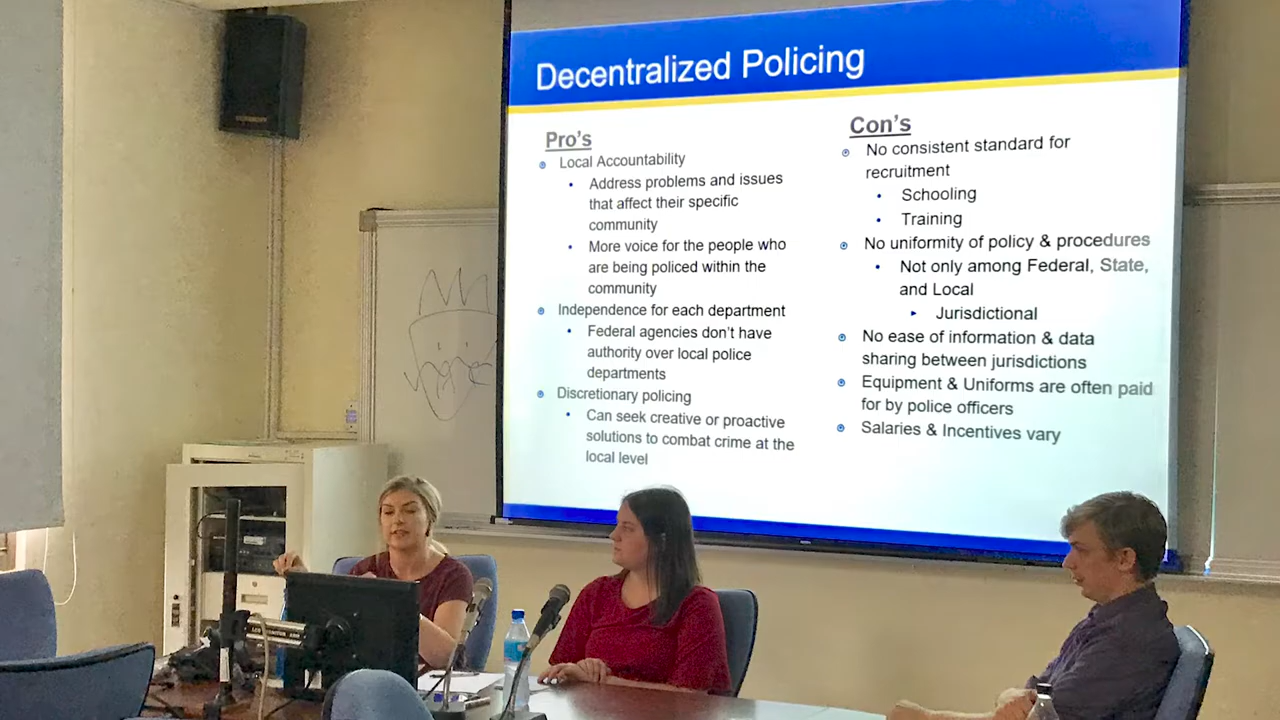 Decentralized Policing
Pro's
Local Accountability
Address problems and issues
that affect their specific
community
More voice for the people who
are being policed within the
community
Independence for each department
Federal agencies don't have
authority over local police
departments
Discretionary policing
Can seek creative or proactive
solutions to combat crime at the
local level
Con's
No consistent standard for
recruitment
Schooling
Training
No uniformity of policy & procedures
Not only among Federal, State,
and Local
Jurisdictional
No ease of information & data
sharing between jurisdictions
Equipment & Uniforms are often paid
for by police officers
Salaries & Incentives vary